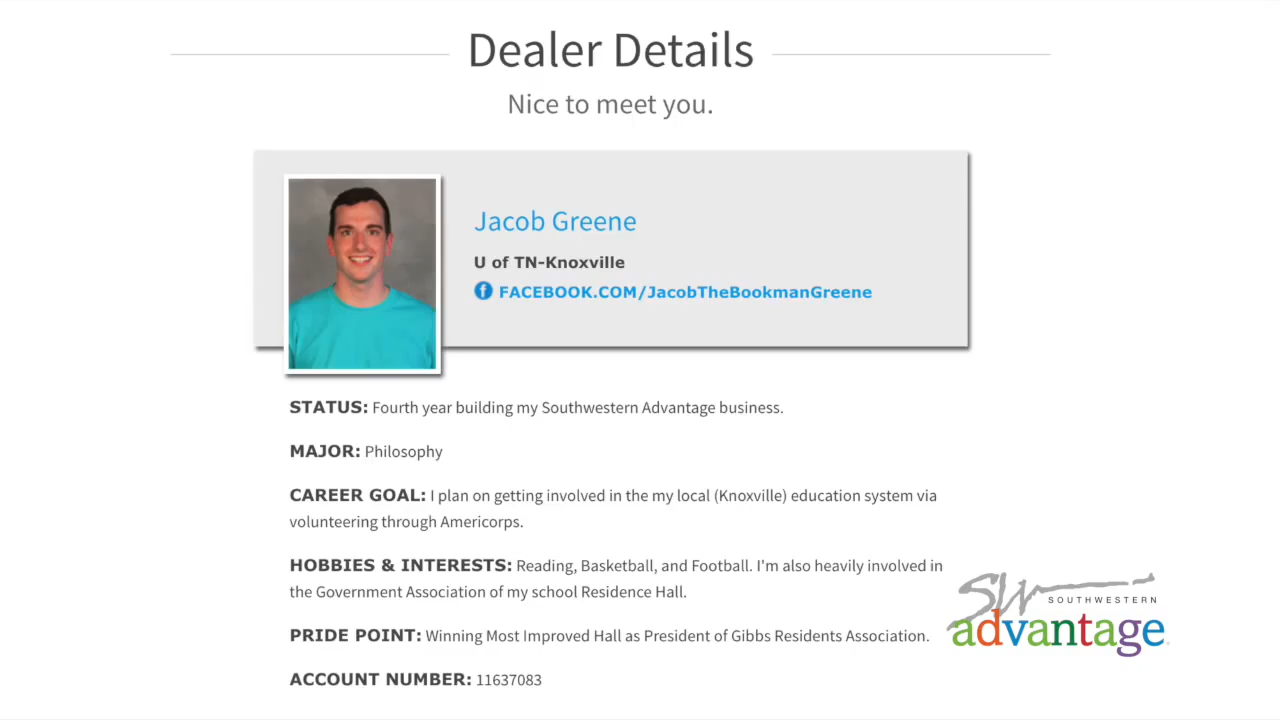 Dealer Details
Nice to meet you.
Jacob Greene
U of TN-Knoxville
f FACEBOOK.COM/JacobTheBookmanGreene
STATUS: Fourth year building my Southwestern Advantage business.
MAJOR: Philosophy
CAREER GOAL: I plan on getting involved in the my local (Knoxville) education system via
volunteering through Americorps.
HOBBIES & INTERESTS: Reading, Basketball, and Football. I'm also heavily involved in
the Government Association of my school Residence Hall.
PRIDE POINT: Winning Most Improved Hall as President of Gibbs Residents Association.
ACCOUNT NUMBER: 11637083
SW
SOUTHWESTERN
advantage